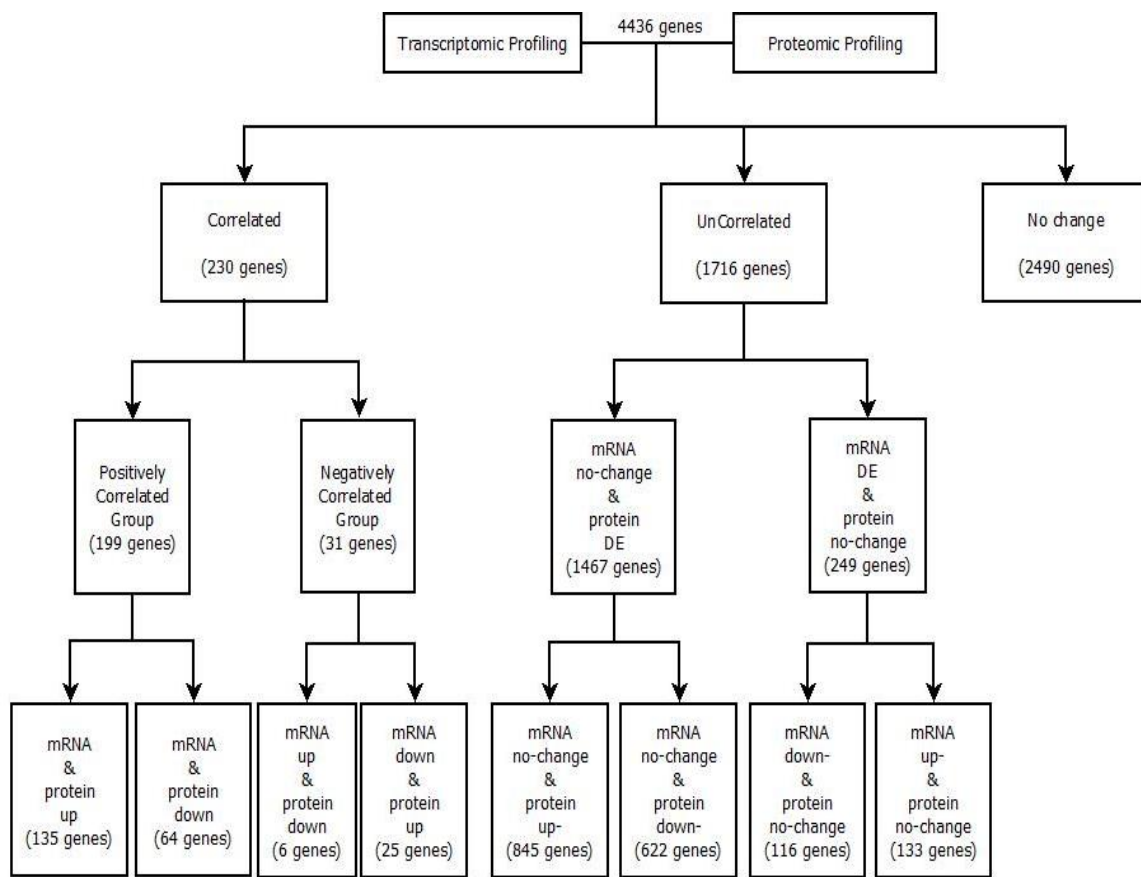 4436 genes
Transcriptomic Profiling
Proteomic Profiling
Correlated
(230 genes)
UnCorrelated
(1716 genes)
No change
(2490 genes)
Positively
Correlated
Group
(199 genes)
Negatively
Correlated
Group
(31 genes)
mRNA
no-change
&
protein
DE
(1467 genes)
mRNA
DE
&
protein
no-change
(249 genes)
mRNA
&
protein
up
(135 genes)
mRNA
&
protein
down
(64 genes)
mRNA
up
&
protein
down
(6 genes)
mRNA
down
&
protein
up
(25 genes)
mRNA
no-change
&
protein
up-
(845 genes)
mRNA
no-change
&
protein
down-
(622 genes)
mRNA
down-
&
protein
no-change
(116 genes)
mRNA
up-
&
protein
no-change
(133 genes)